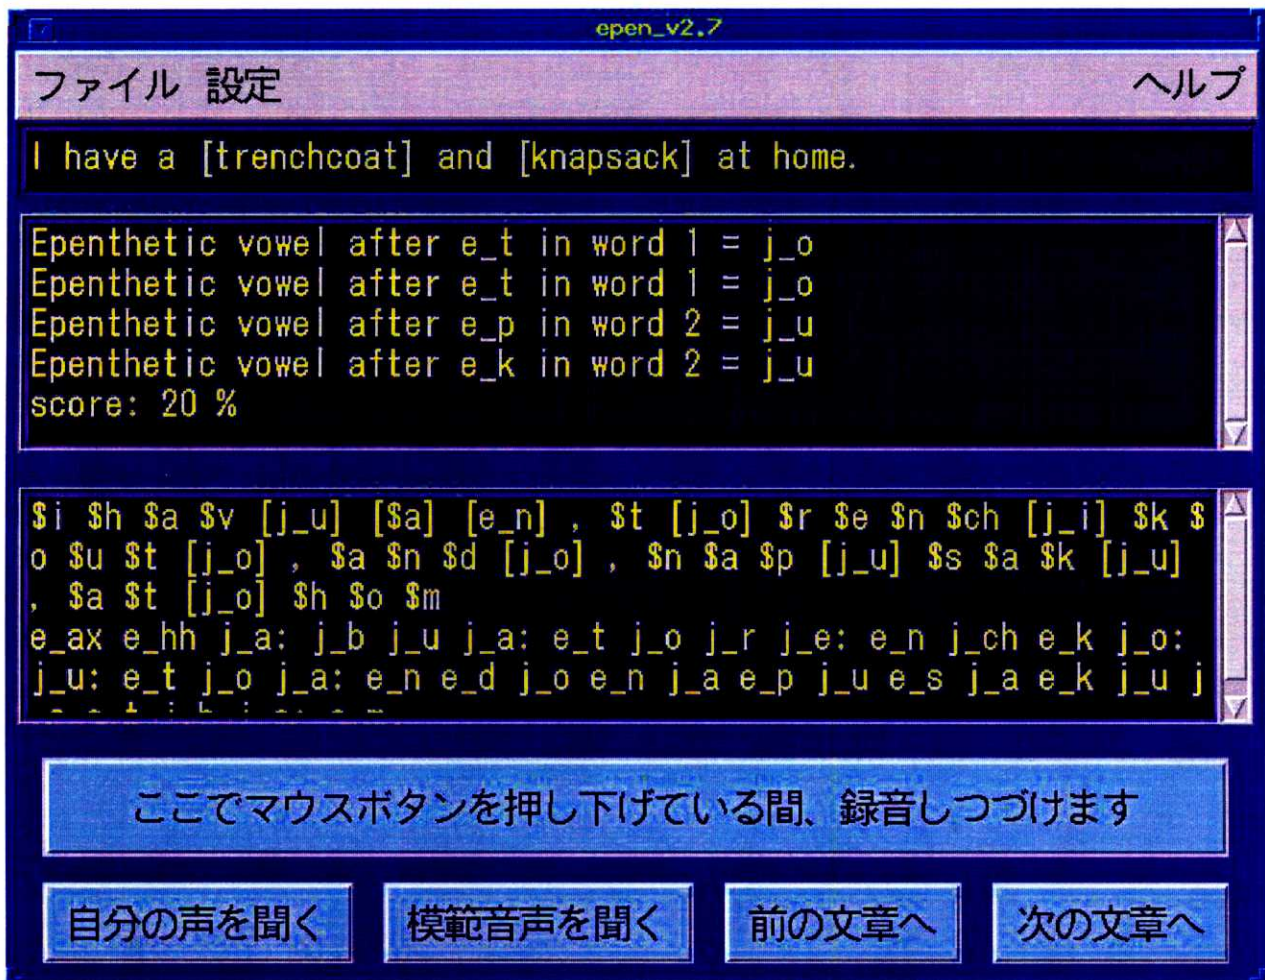 epen_v2.7
ファイル 設定 ヘルプ
I have a [trenchcoat] and [knapsack] at home.
Epenthetic vowel after e_t in word 1 = j_o
Epenthetic vowel after e_t in word 1 = j_o
Epenthetic vowel after e_p in word 2 = j_u
Epenthetic vowel after e_k in word 2 = j_u
score: 20 %
$i $h $a $v [j_u] [$a] [e_n] , $t [j_o] $r $e $n $ch [j_i] $k $
o $u $t [j_o] , $a $n $d [j_o] , $n $a $p [j_u] $s $a $k [j_u]
, $a $t [j_o] $h $o $m
e_ax e_hh j_a: j_b j_u j_a: e_t j_o j_r j_e: e_n j_ch e_k j_o:
j_u: e_t j_o j_a: e_n e_d j_o e_n j_a e_p j_u e_s j_a e_k j_u j
ここでマウスボタンを押し下げている間、録音しつづけます
自分の声を聞く 模範音声を聞く 前の文章へ 次の文章へ